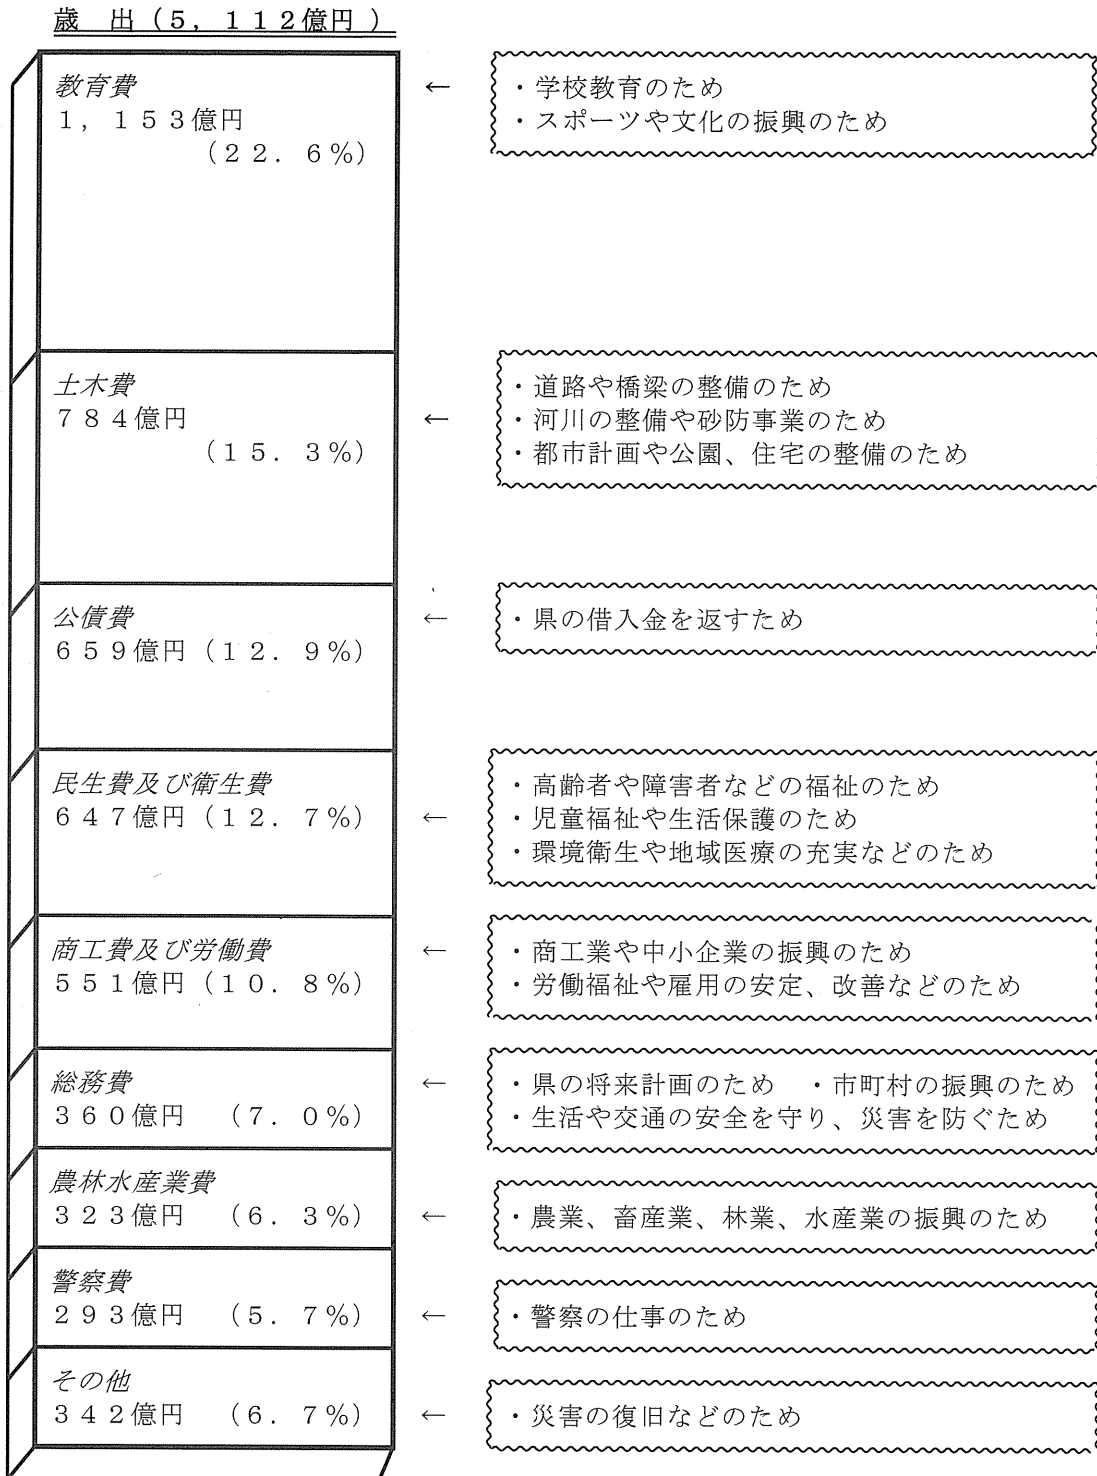 歳　出（５，１１２億円 ）
教育費
１，１５３億円
（２２．６％）
←
・学校教育のため
・スポーツや文化の振興のため
土木費
７８４億円
（１５．３％）
←
・道路や橋梁の整備のため
・河川の整備や砂防事業のため
・都市計画や公園、住宅の整備のため
公債費
６５９億円（１２．９％）
←
・県の借入金を返すため
民生費及び衛生費
６４７億円（１２．７％）
←
・高齢者や障害者などの福祉のため
・児童福祉や生活保護のため
・環境衛生や地域医療の充実などのため
商工費及び労働費
５５１億円（１０．８％）
←
・商工業や中小企業の振興のため
・労働福祉や雇用の安定、改善などのため
総務費
３６０億円　（７．０％）
←
・県の将来計画のため　・市町村の振興のため
・生活や交通の安全を守り、災害を防ぐため
農林水産業費
３２３億円　（６．３％）
←
・農業、畜産業、林業、水産業の振興のため
警察費
２９３億円　（５．７％）
←
・警察の仕事のため
その他
３４２億円　（６．７％）
←
・災害の復旧などのため